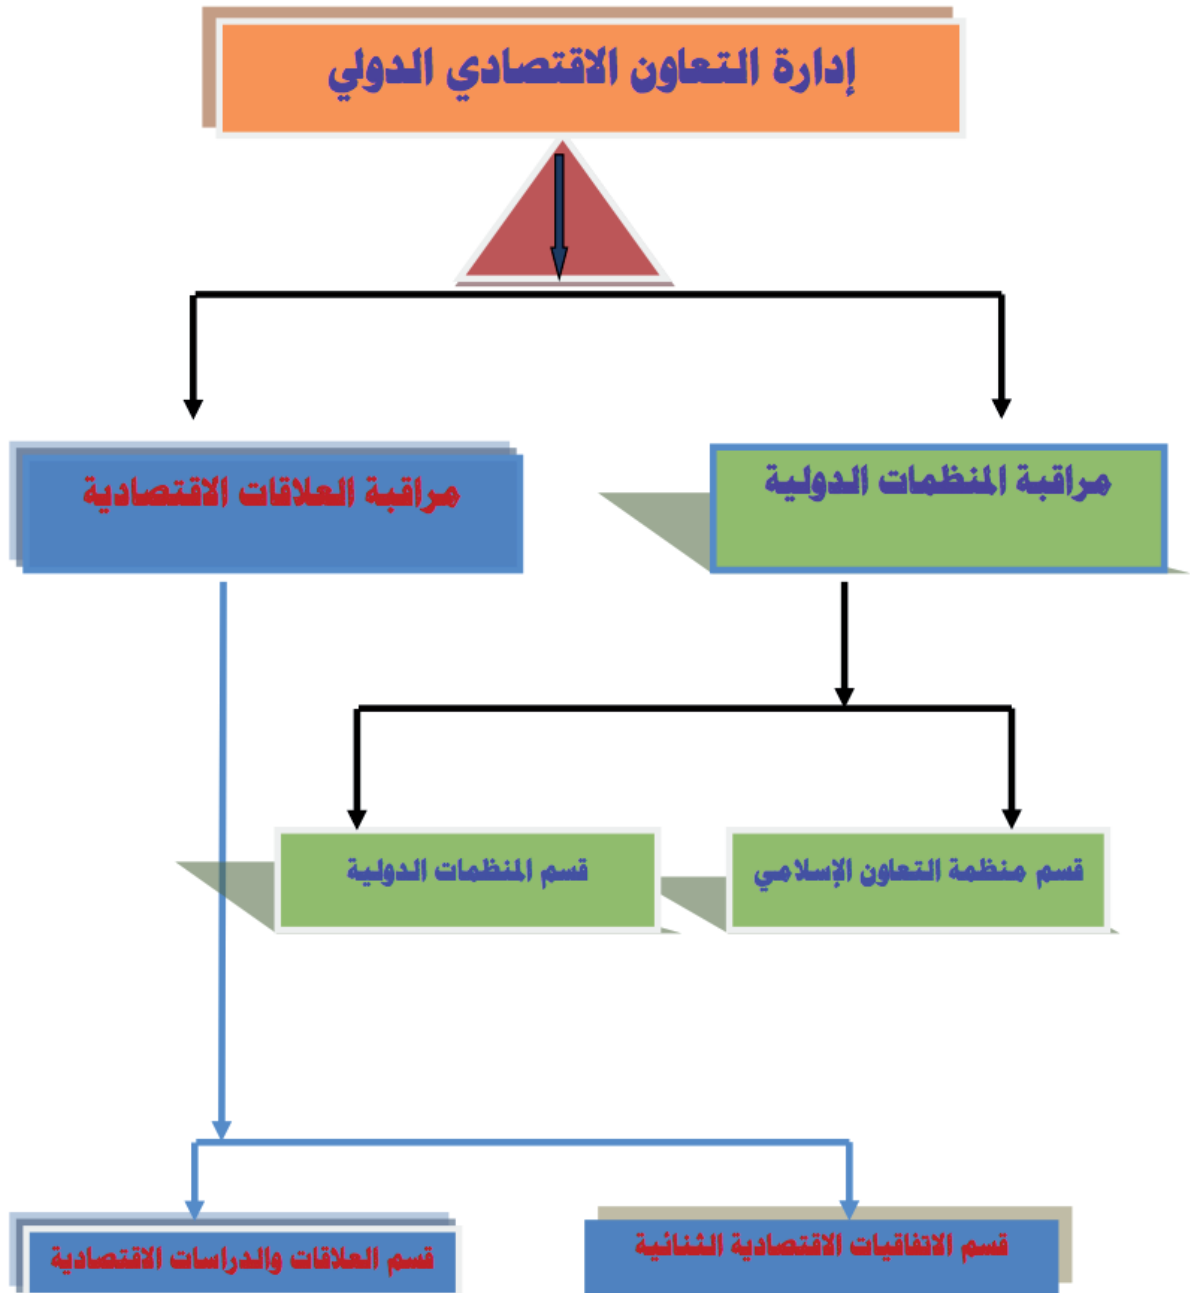 إدارة التعاون الاقتصادي الدولي
مراقبة المنظمات الدولية
مراقبة العلاقات الاقتصادية
قسم منظمة التعاون الإسلامي
قسم المنظمات الدولية
قسم الاتفاقيات الاقتصادية الثنائية
قسم العلاقات والدراسات الاقتصادية